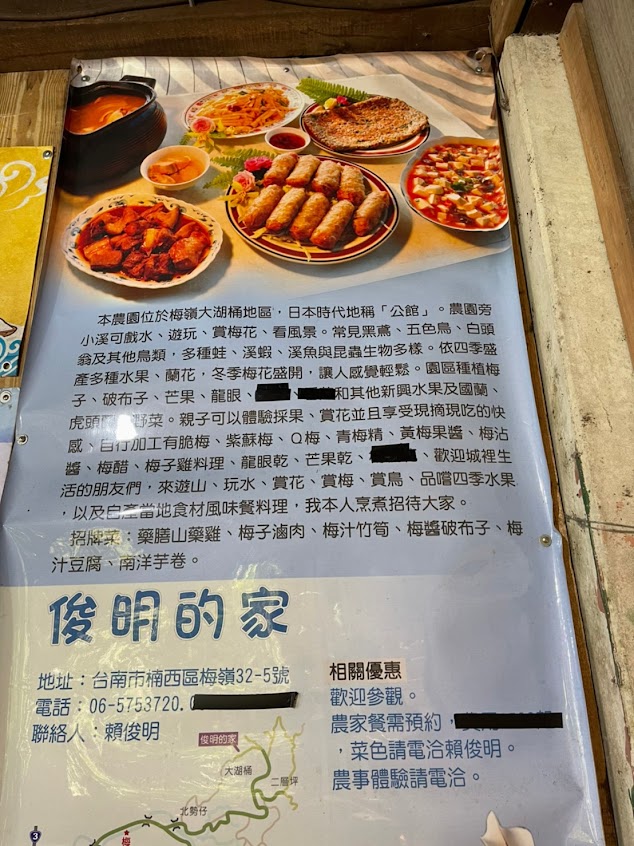 本農園位於梅嶺大湖桶地區，日本時代地稱「公館」。農園旁
小溪可戲水、遊玩、賞梅花、看風景。常見黑鳶、五色鳥、白頭
翁及其他鳥類，多種蛙、溪蝦、溪魚與昆蟲生物多樣。依四季盛
產多種水果、蘭花，冬季梅花盛開，讓人感覺輕鬆。園區種植梅
子、破布子、芒果、龍眼、 和其他新興水果及國蘭、
虎頭 野菜。親子可以體驗採果、賞花並且享受現摘現吃的快
感，自行加工有脆梅、紫蘇梅、Q梅、青梅精、黃梅果醬、梅沾
醬、梅醋、梅子雞料理、龍眼乾、芒果乾、 、歡迎城裡生
活的朋友們，來遊山、玩水、賞花、賞梅、賞鳥、品嚐四季水果
，以及自產當地食材風味餐料理，我本人烹煮招待大家。
招牌菜：藥膳山藥雞、梅子滷肉、梅汁竹筍、梅醬破布子、梅
汁豆腐、南洋芋卷。
俊明的家
地址：台南市楠西區梅嶺32-5號
電話：06-5753720.
聯絡人：賴俊明
相關優惠
歡迎參觀。
農家餐需預約，
，菜色請電洽賴俊明。
農事體驗請電洽。
俊明的家
大湖桶
二層坪
北勢仔
3
梅